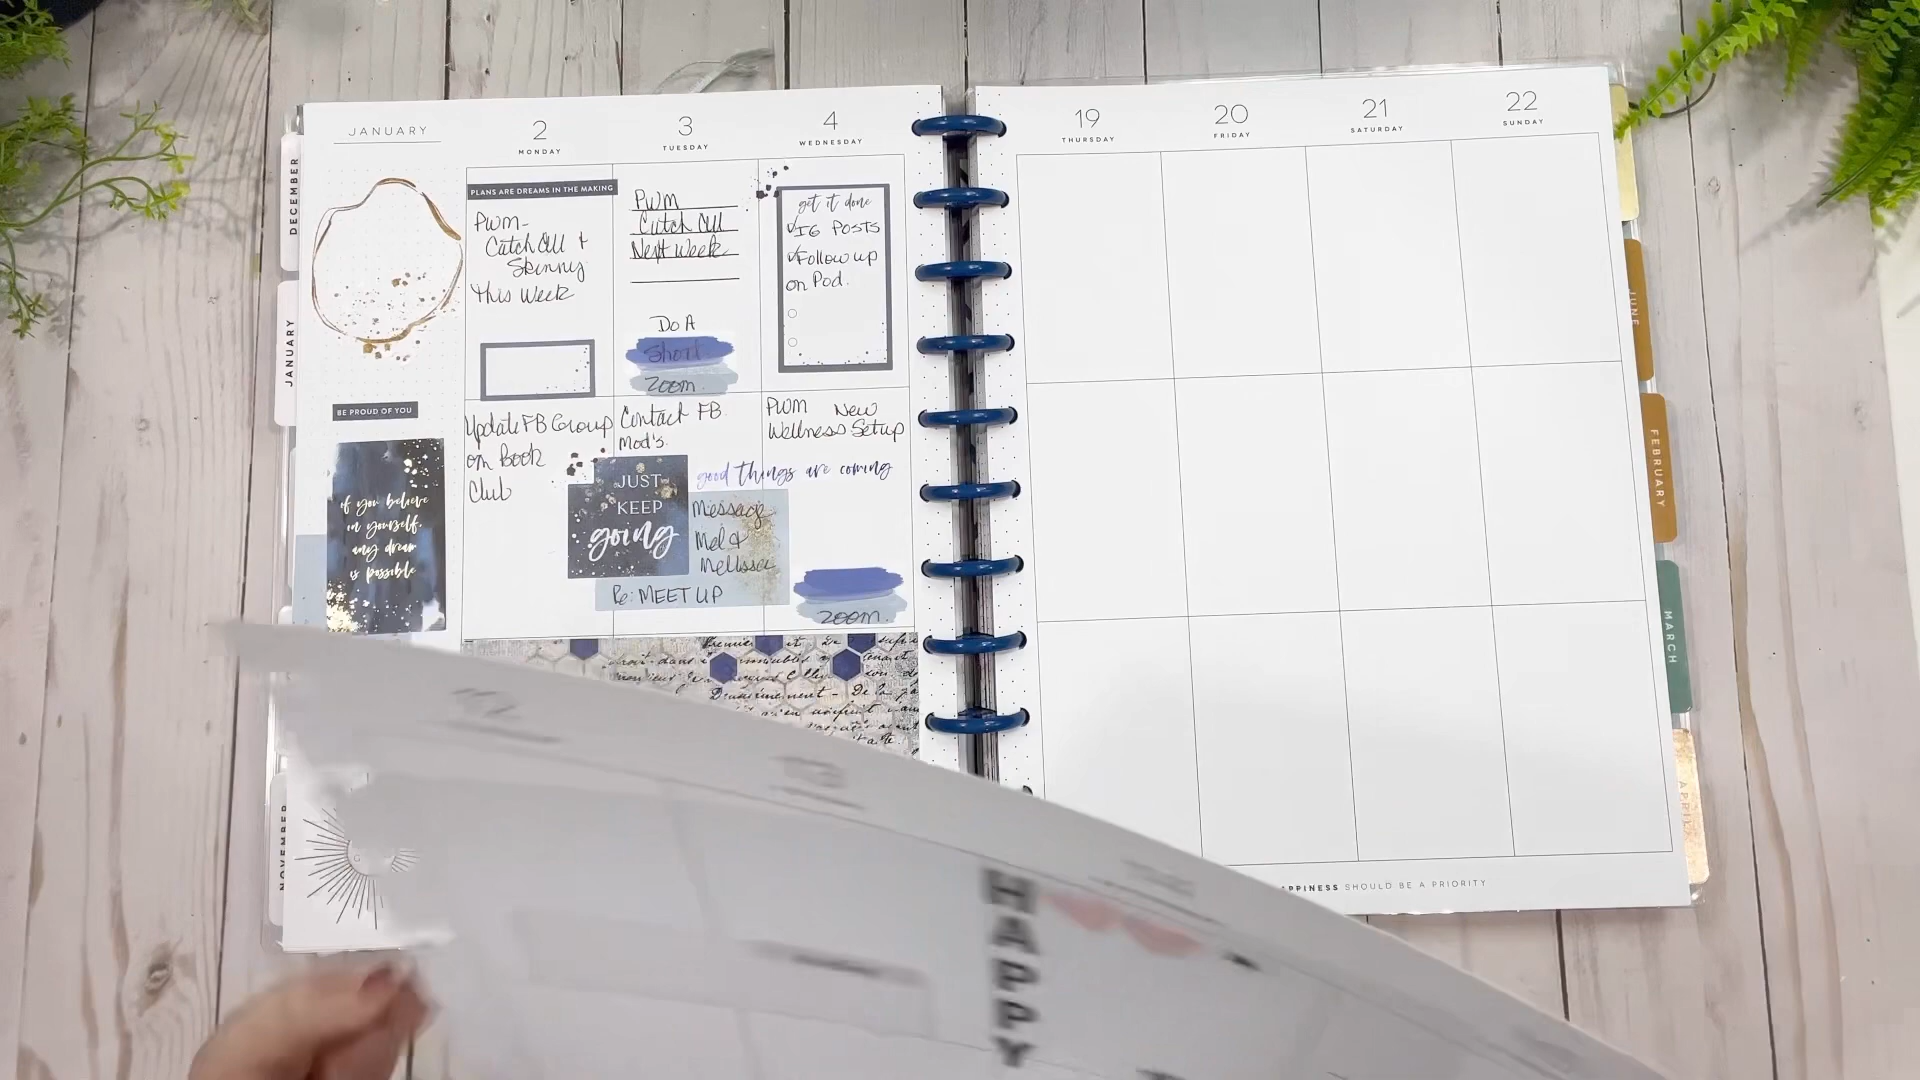 JANUARY
2
MONDAY
3
TUESDAY
4
WEDNESDAY
19
THURSDAY
20
FRIDAY
21
SATURDAY
22
SUNDAY
DECEMBER
JANUARY
NOVEMBER
BE PROUD OF YOU
if you believe
in yourself,
any dream
is possible
PLANS ARE DREAMS IN THE MAKING
PWM-
Catch All &
Skinny
This Week
PWM
Catch All
Next Week
Do A
Short
zoom.
get it done
IG POSTS
Follow up
on Pod.
Update FB Group
on Book
Club
Contact FB
Mod's.
PWM New
Wellness Setup
JUST
KEEP
going
good things are coming
Message
Mel &
Melissa
Re: MEET UP
zoom.
JUNE
FEBRUARY
MARCH
APRIL
HAPPY
HAPPINESS SHOULD BE A PRIORITY